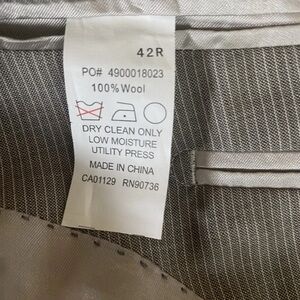 42R
PO# 4900018023
100% Wool
DRY CLEAN ONLY
LOW MOISTURE
UTILITY PRESS
MADE IN CHINA
CA01129 RN90736